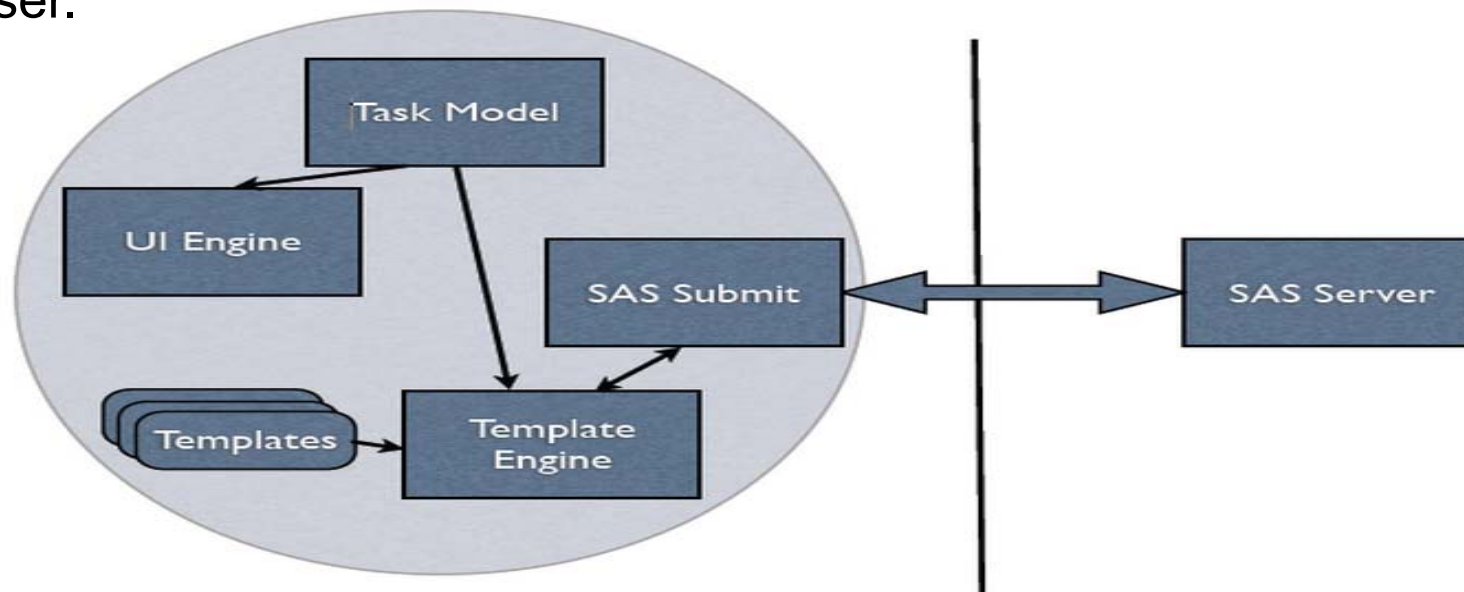 ser.
Task Model
UI Engine
SAS Submit
SAS Server
Templates
Template
Engine